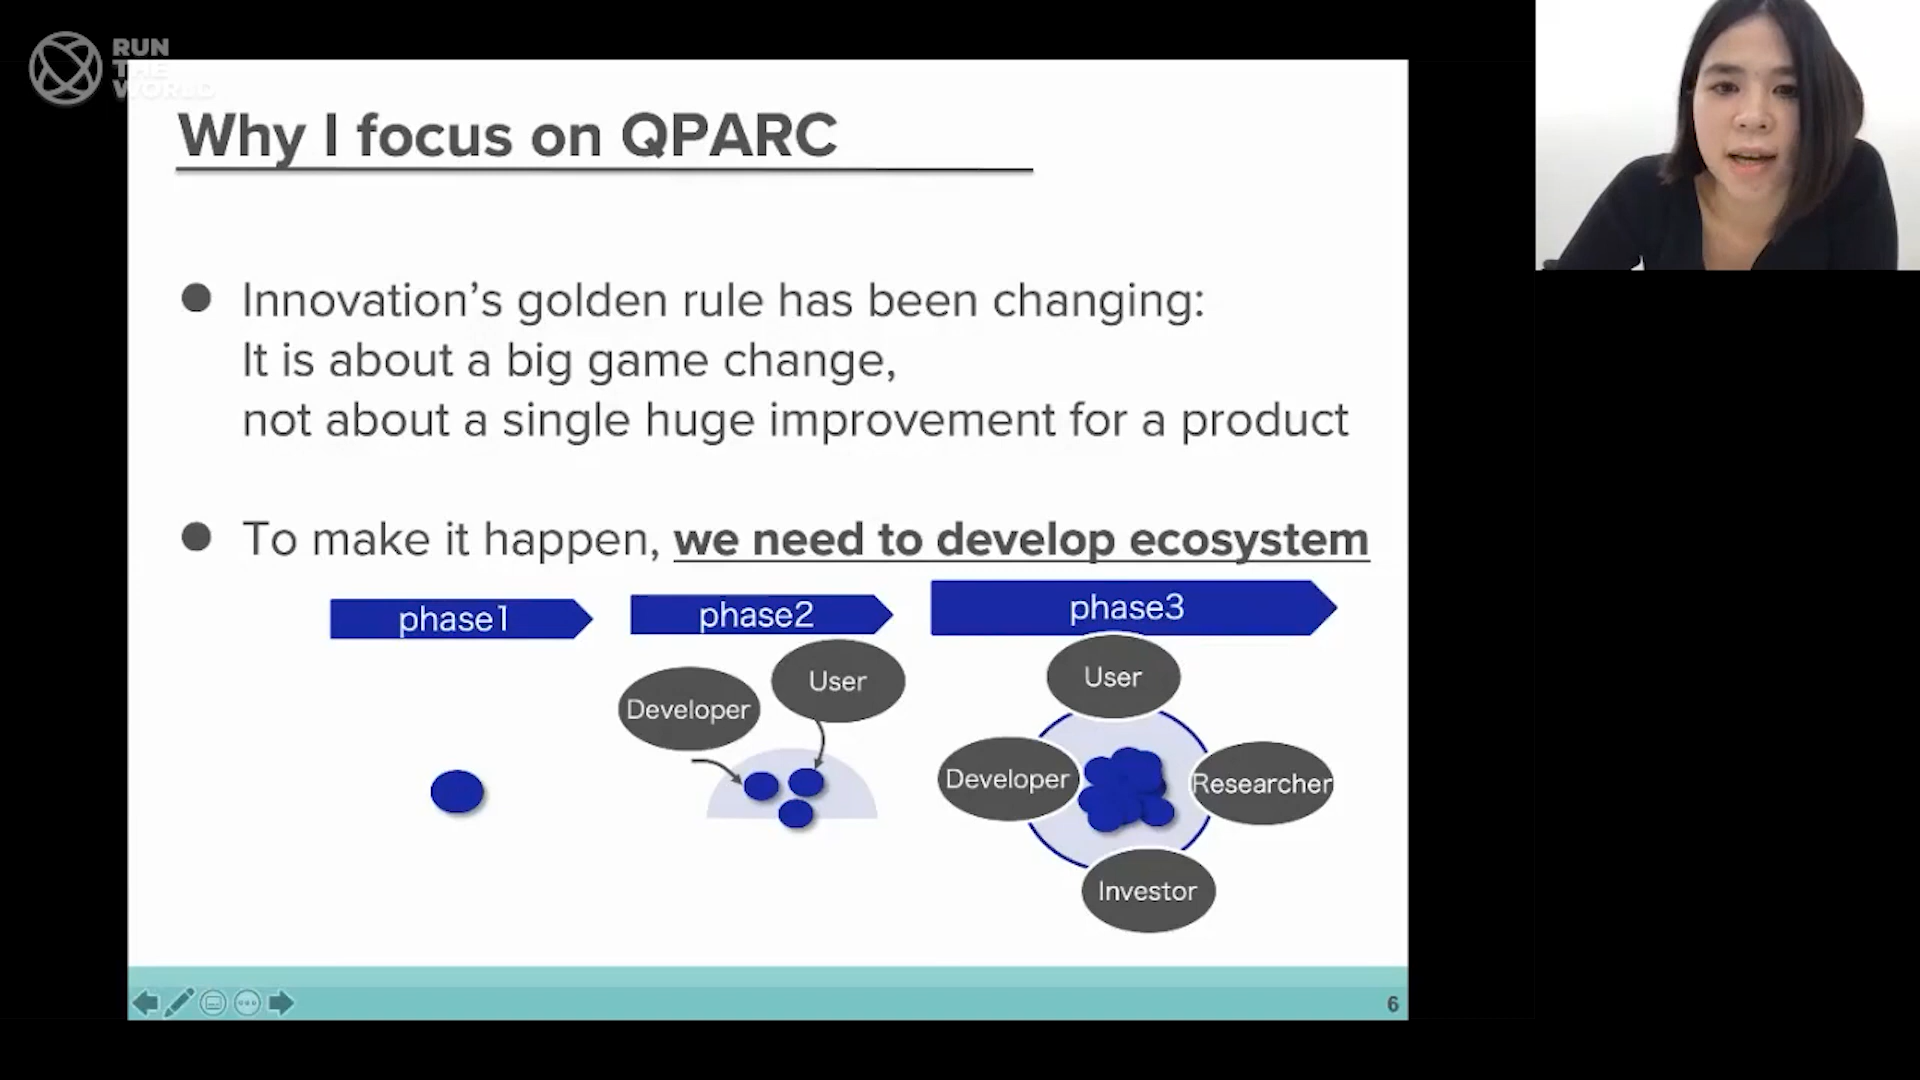 RUN
THE
WORLD
Why I focus on QPARC
Innovation’s golden rule has been changing:
It is about a big game change,
not about a single huge improvement for a product
To make it happen, we need to develop ecosystem
phase1
phase2
phase3
Developer
User
User
Developer
Researcher
Investor
6